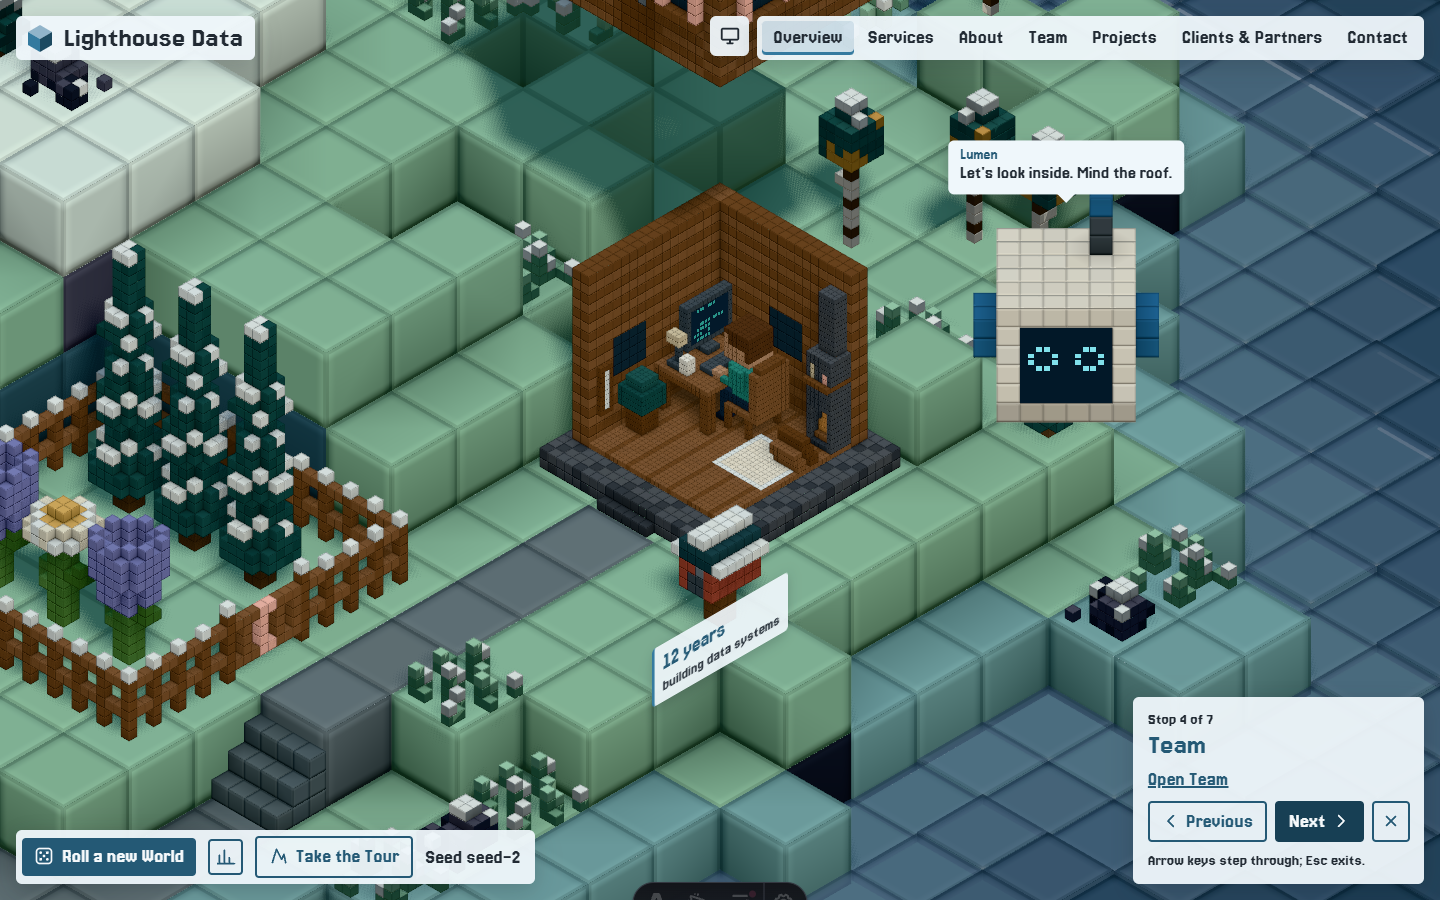 Lighthouse Data
Overview
Services
About
Team
Projects
Clients & Partners
Contact
Lumen
Let's look inside. Mind the roof.
12 years
building data systems
Stop 4 of 7
Team
Open Team
Previous
Next
Arrow keys step through; Esc exits.
Roll a new World
Take the Tour
Seed seed-2